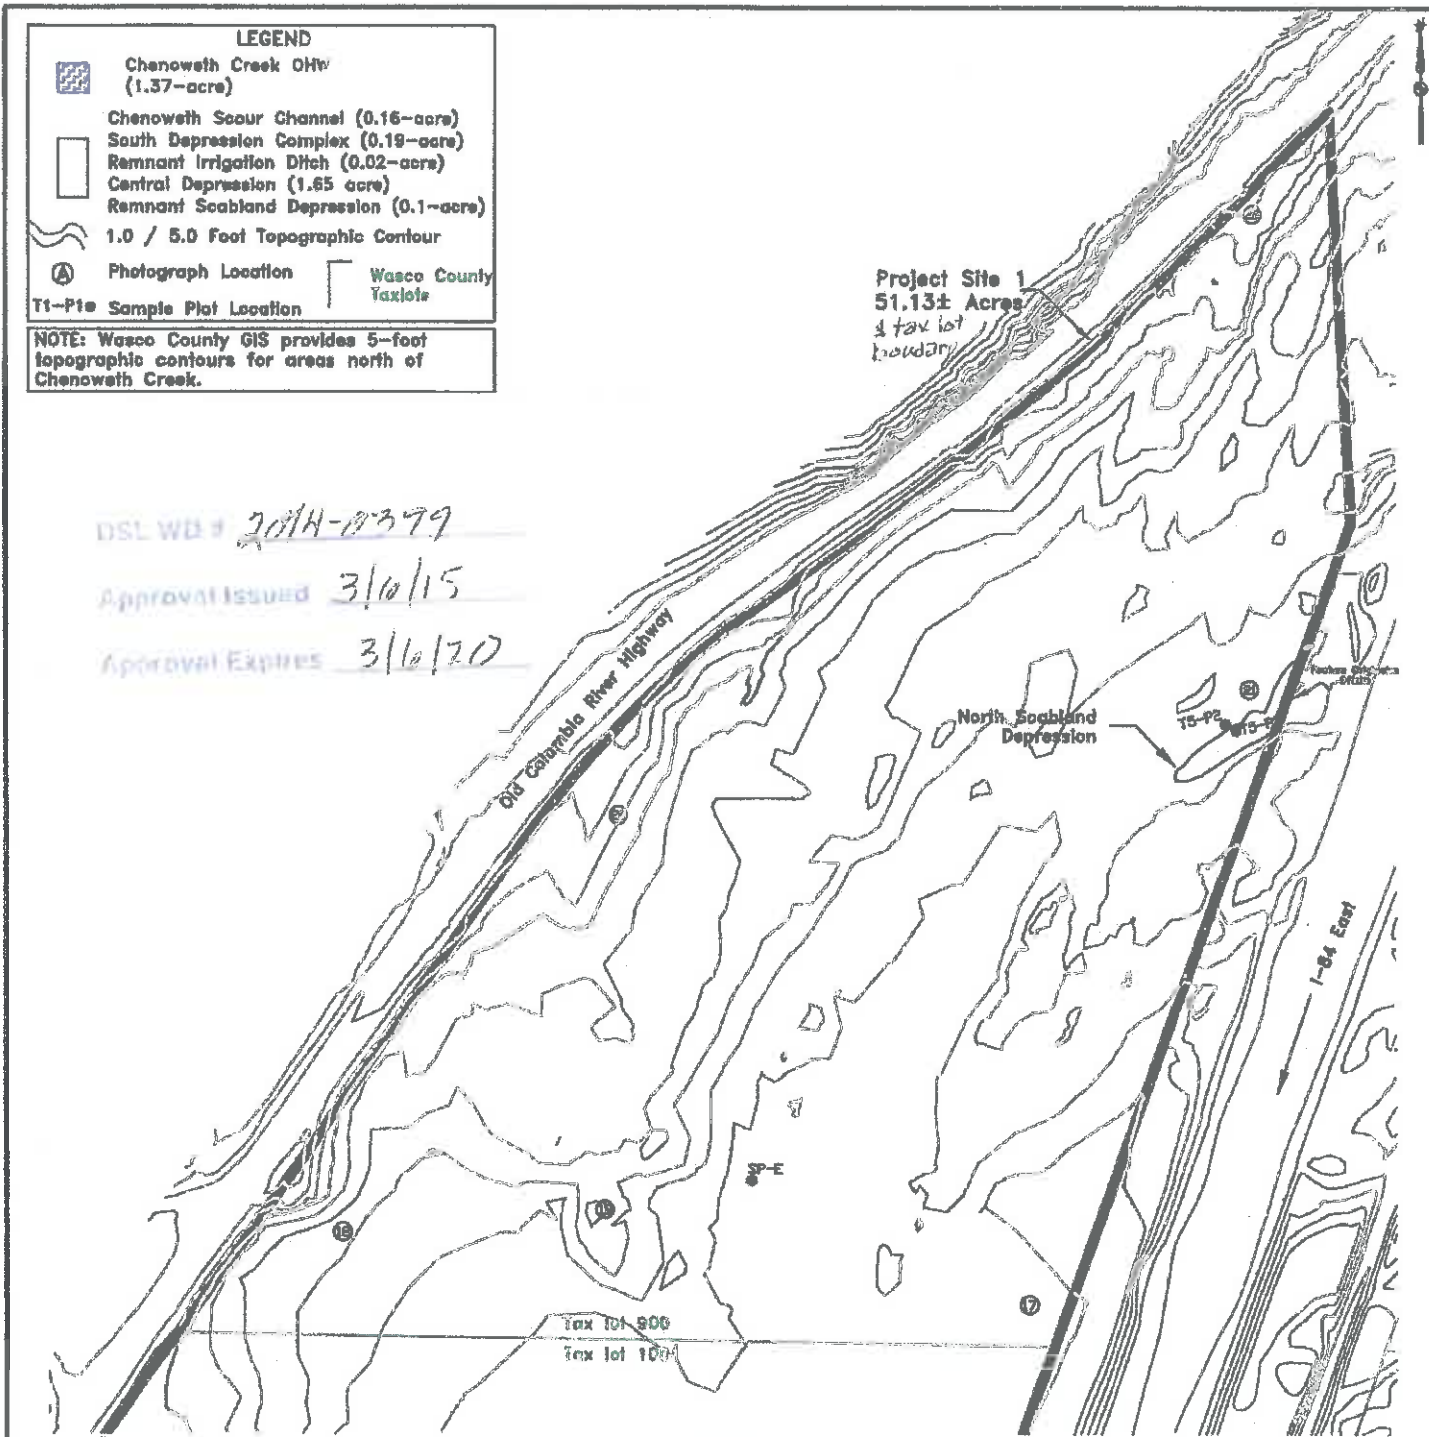 LEGEND
Chenoweth Creek OHW
(1.37-acre)
Chenoweth Scour Channel (0.16-acre)
South Depression Complex (0.19-acre)
Remnant Irrigation Ditch (0.02-acre)
Central Depression (1.65 acre)
Remnant Scabland Depression (0.1-acre)
1.0 / 5.0 Foot Topographic Contour
A Photograph Location
Wasco County
Taxlots
T1-P1 Sample Plot Location
NOTE: Wasco County GIS provides 5-foot
topographic contours for areas north of
Chenoweth Creek.
Project Site 1
51.13± Acres
& tax lot
boundary
DSL WD # 2014-0399
Approval Issued 3/6/15
Approval Expires 3/6/20
Old Columbia River Highway
North Scabland
Depression
T5-P2
21
I-84 East
SP-E
18
17
Tax lot 900
Tax lot 100